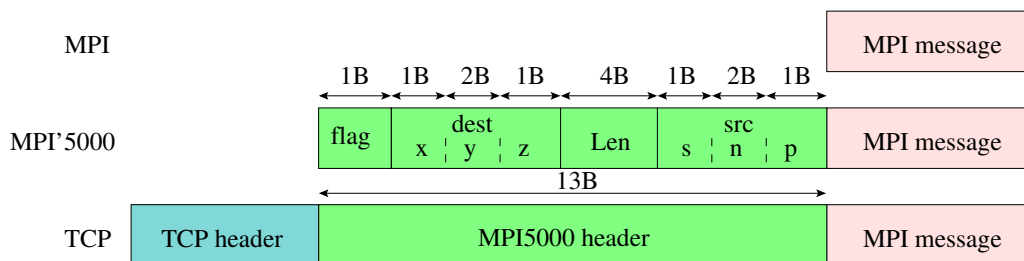 MPI
MPI message
1B 1B 2B 1B 4B 1B 2B 1B
MPI'5000
flag
dest
x y z
Len
src
s n p
MPI message
13B
TCP
TCP header
MPI5000 header
MPI message